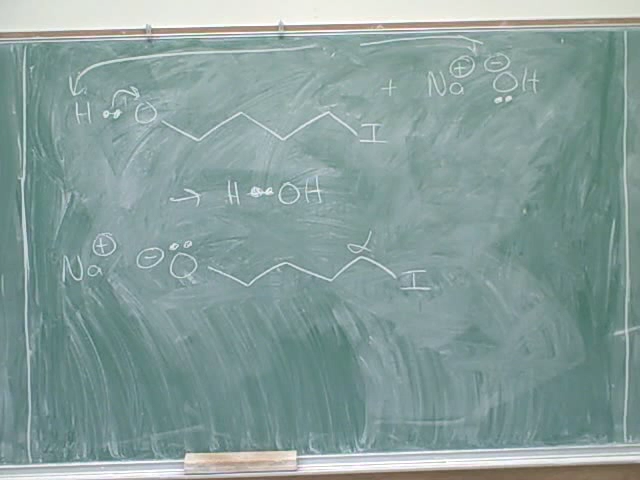 H O I + Na⊕ ⊖OH
→ H OH
Na⊕ ⊖O α I